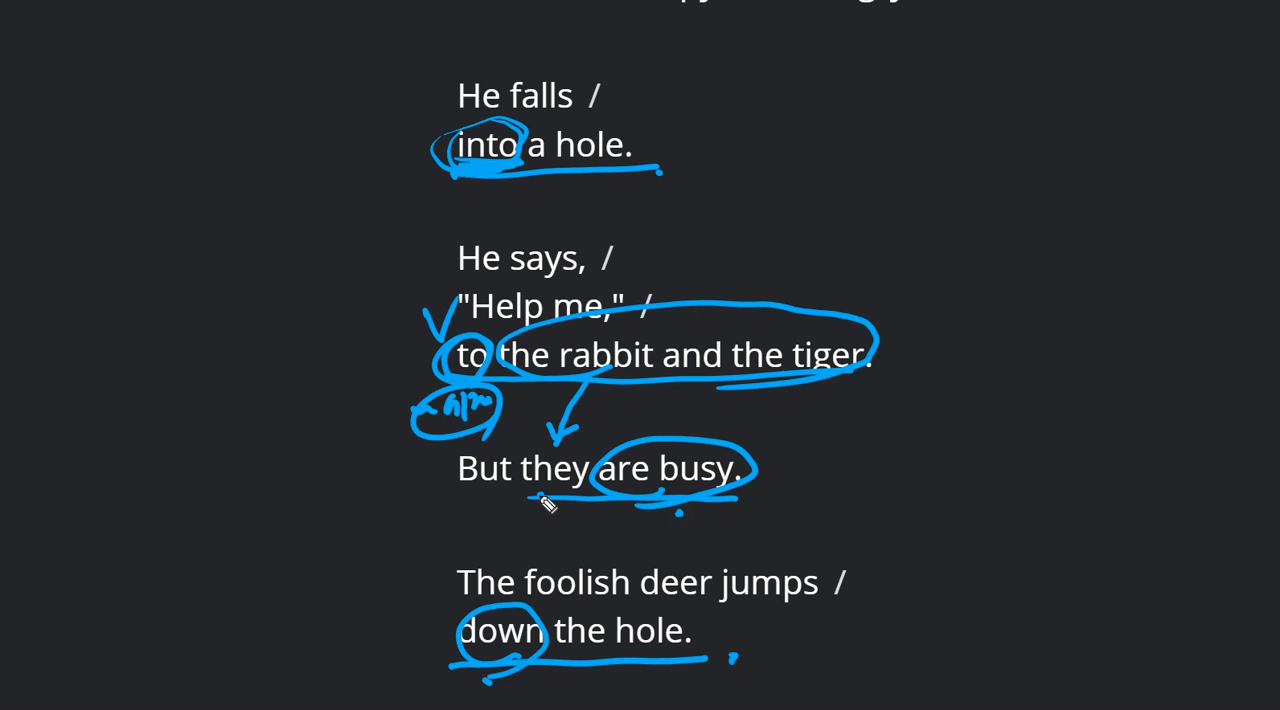 He falls /
into a hole.
He says, /
"Help me," /
to the rabbit and the tiger.
But they are busy.
The foolish deer jumps /
down the hole.